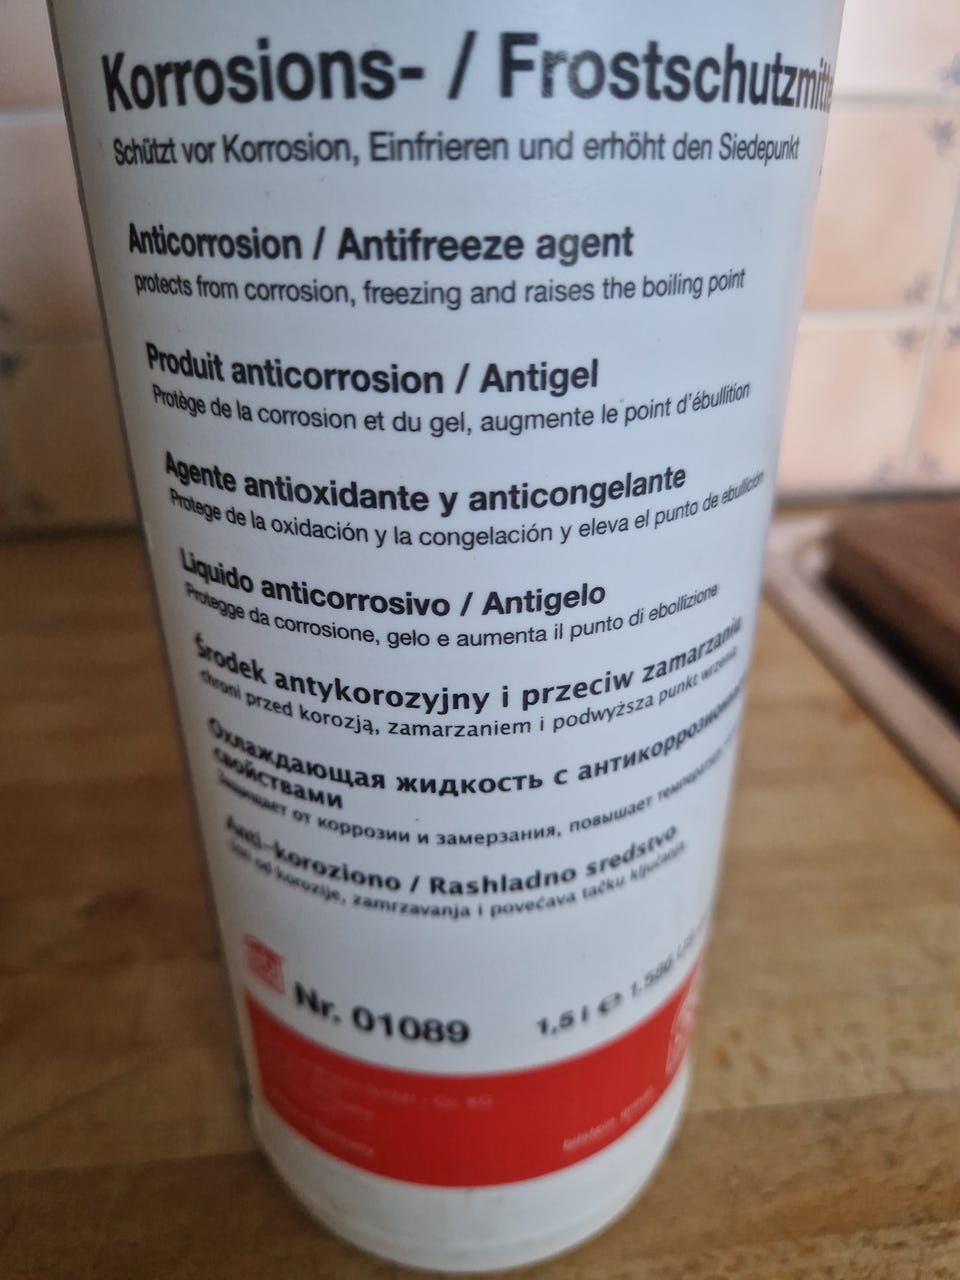 Korrosions- / Frostschutzmitte
Schützt vor Korrosion, Einfrieren und erhöht den Siedepunkt
Anticorrosion / Antifreeze agent
protects from corrosion, freezing and raises the boiling point
Produit anticorrosion / Antigel
Protège de la corrosion et du gel, augmente le point d'ébullition
Agente antioxidante y anticongelante
Protege de la oxidación y la congelación y eleva el punto de ebullición
Liquido anticorrosivo / Antigelo
Protegge da corrosione, gelo e aumenta il punto di ebollizione
Środek antykorozyjny i przeciw zamarzaniu
chroni przed korozją, zamarzaniem i podwyższa punkt wrzenia
Охлаждающая жидкость с
свойствами
Защищает от коррозии и замерзания, повышает
Anti-koroziono / Rashladno sredstvo
od korozije, zamrzavanja i povećava tačku ključanja
Nr. 01089
1,5 l e 1.586
Co. KG